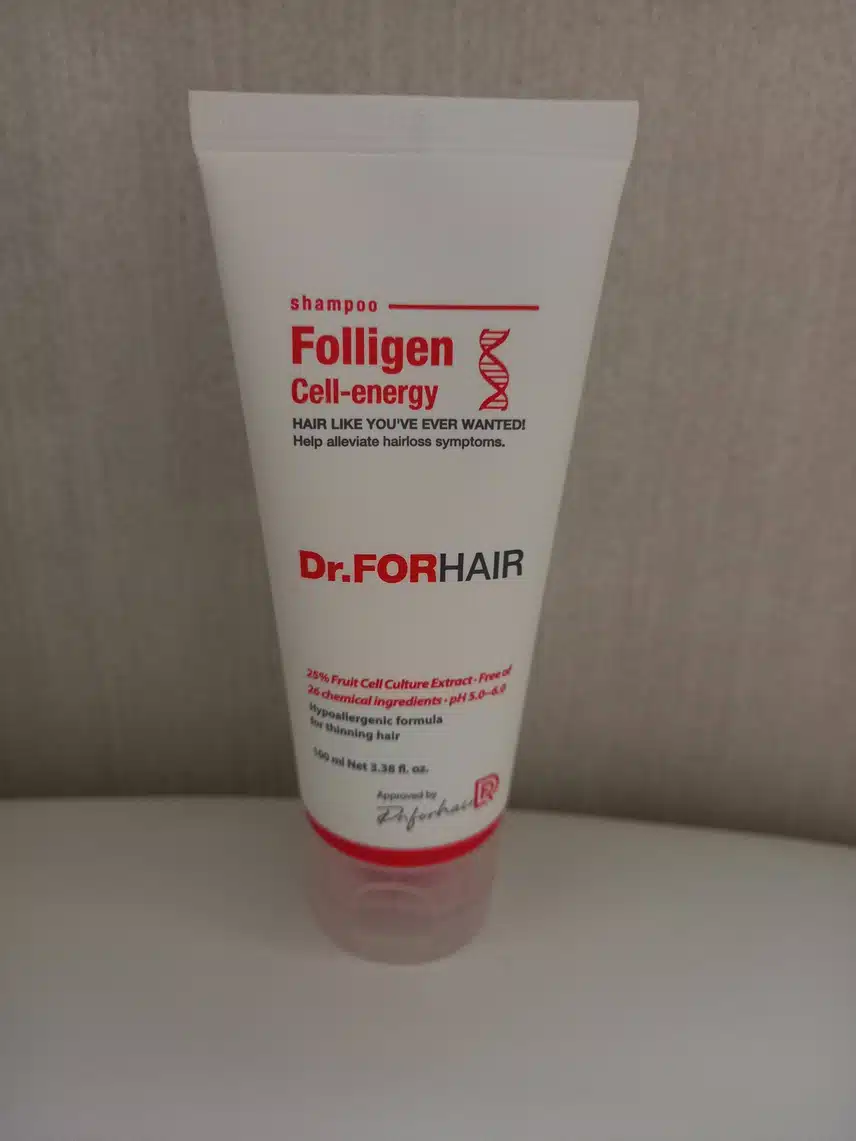 shampoo
Folligen
Cell-energy
HAIR LIKE YOU'VE EVER WANTED!
Help alleviate hairloss symptoms.
Dr.FORHAIR
25% Fruit Cell Culture Extract · Free of
26 chemical ingredients · pH 5.0–6.0
Hypoallergenic formula
for thinning hair
100 ml Net 3.38 fl. oz.
Approved by
Dr.forhair